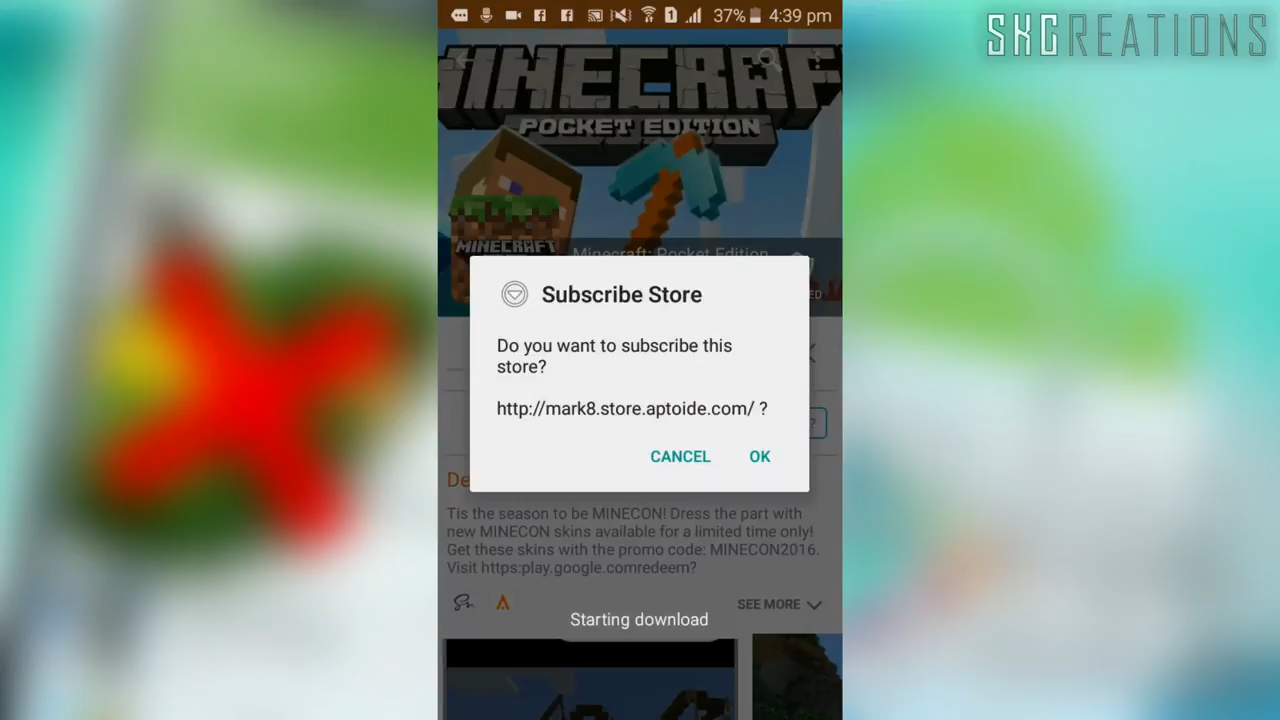 37% 4:39 pm
SKCREATIONS
MINECRAFT
POCKET EDITION
MINECRAFT
Minecraft: Pocket Edition
Subscribe Store
Do you want to subscribe this
store?
http://mark8.store.aptoide.com/ ?
CANCEL OK
Tis the season to be MINECON! Dress the part with
new MINECON skins available for a limited time only!
Get these skins with the promo code: MINECON2016.
Visit https:play.google.comredeem?
SEE MORE
Starting download